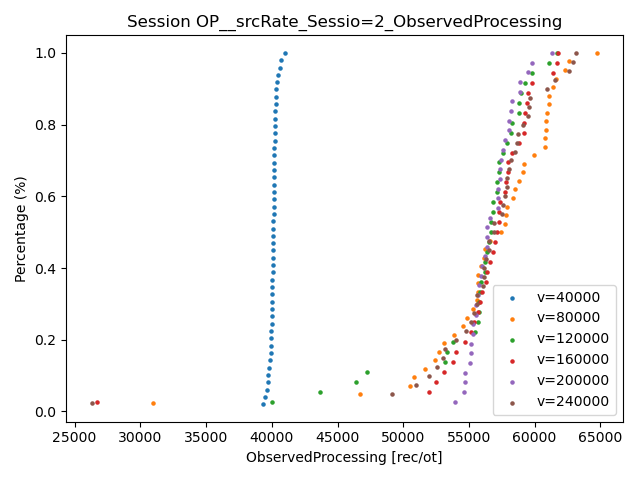 Session OP__srcRate_Sessio=2_ObservedProcessing
1.0
0.8
0.6
0.4
0.2
0.0
Percentage (%)
v=40000
v=80000
v=120000
v=160000
v=200000
v=240000
25000 30000 35000 40000 45000 50000 55000 60000 65000
ObservedProcessing [rec/ot]